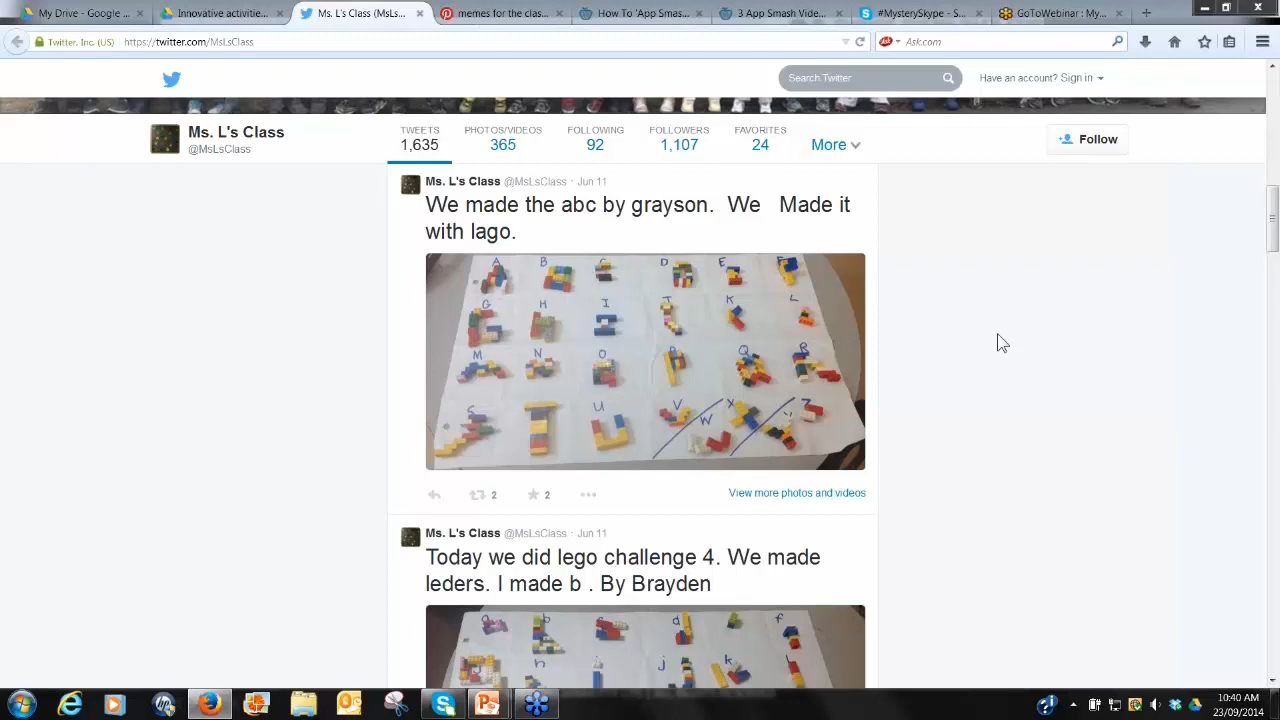 My Drive - Google ...
Innovative activitie...
Ms. L's Class (MsLs...
memes for the clas...
How To 'App Smas...
3 App Smash Vide...
#MysterySkype - S...
GoToWebinar : My...
Twitter, Inc. (US)
https://twitter.com/MsLsClass
Ask.com
Search Twitter
Have an account? Sign in
Ms. L's Class
@MsLsClass
TWEETS
1,635
PHOTOS/VIDEOS
365
FOLLOWING
92
FOLLOWERS
1,107
FAVORITES
24
More
Follow
Ms. L's Class @MsLsClass · Jun 11
We made the abc by grayson. We Made it
with lago.
A B C D E F
G H I J K L
M N O P Q R
S T U V W X Y Z
2 2
View more photos and videos
Ms. L's Class @MsLsClass · Jun 11
Today we did lego challenge 4. We made
leders. I made b . By Brayden
b d f
h i j k l
10:40 AM
23/09/2014